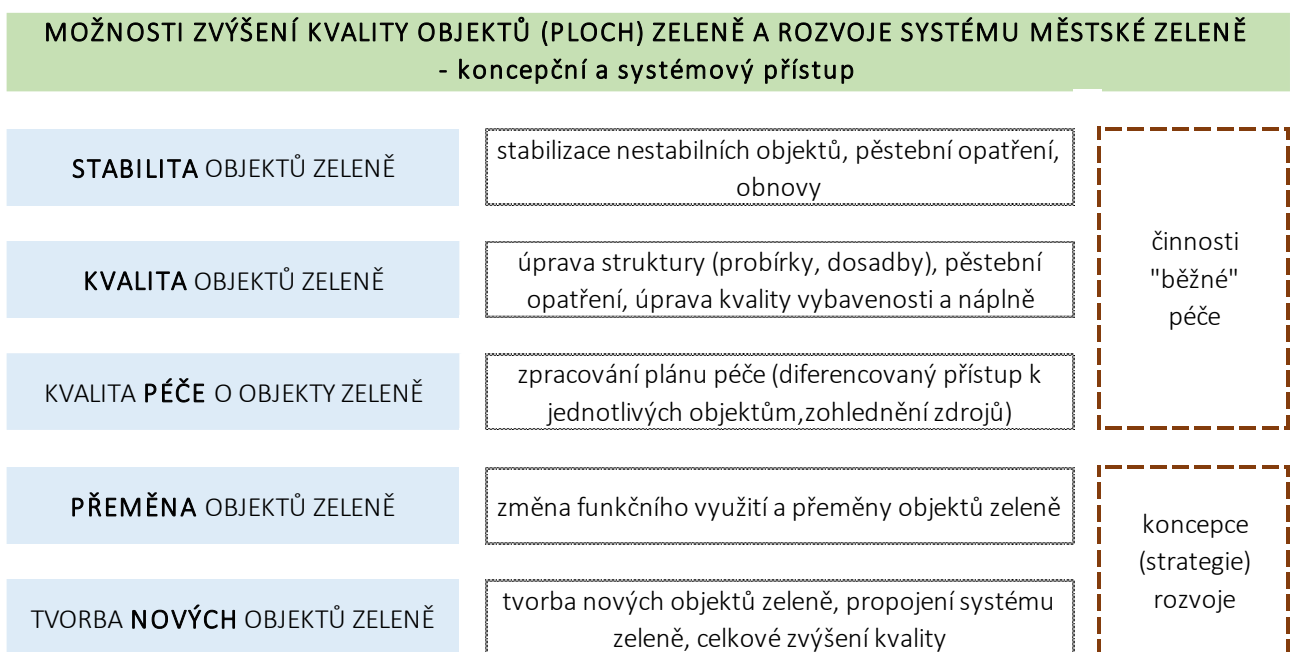 MOŽNOSTI ZVÝŠENÍ KVALITY OBJEKTŮ (PLOCH) ZELENĚ A ROZVOJE SYSTÉMU MĚSTSKÉ ZELENĚ
- koncepční a systémový přístup
STABILITA OBJEKTŮ ZELENĚ
stabilizace nestabilních objektů, pěstební opatření,
obnovy
KVALITA OBJEKTŮ ZELENĚ
úprava struktury (probírky, dosadby), pěstební
opatření, úprava kvality vybavenosti a náplně
KVALITA PÉČE O OBJEKTY ZELENĚ
zpracování plánu péče (diferencovaný přístup k
jednotlivých objektům,zohlednění zdrojů)
činnosti
"běžné"
péče
PŘEMĚNA OBJEKTŮ ZELENĚ
změna funkčního využití a přeměny objektů zeleně
TVORBA NOVÝCH OBJEKTŮ ZELENĚ
tvorba nových objektů zeleně, propojení systému
zeleně, celkové zvýšení kvality
koncepce
(strategie)
rozvoje